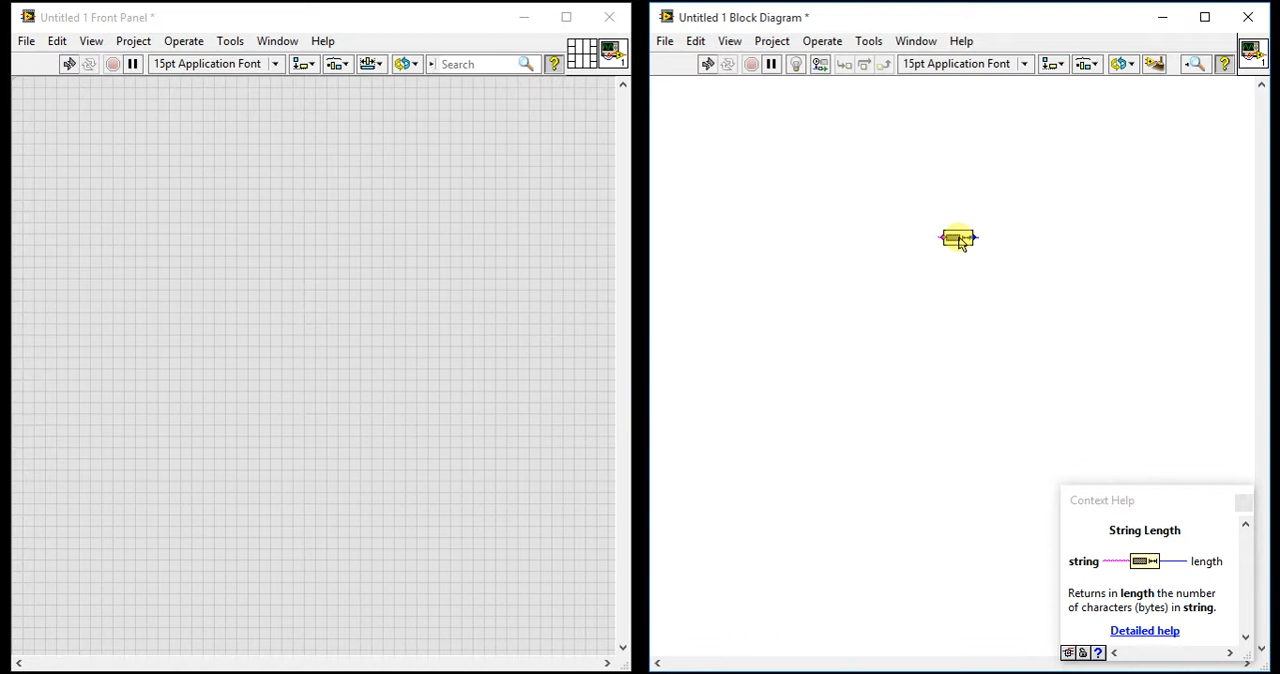 Untitled 1 Front Panel *
File Edit View Project Operate Tools Window Help
15pt Application Font
Search
?
1
Untitled 1 Block Diagram *
File Edit View Project Operate Tools Window Help
15pt Application Font
?
1
Context Help
String Length
string length
Returns in length the number
of characters (bytes) in string.
Detailed help
?